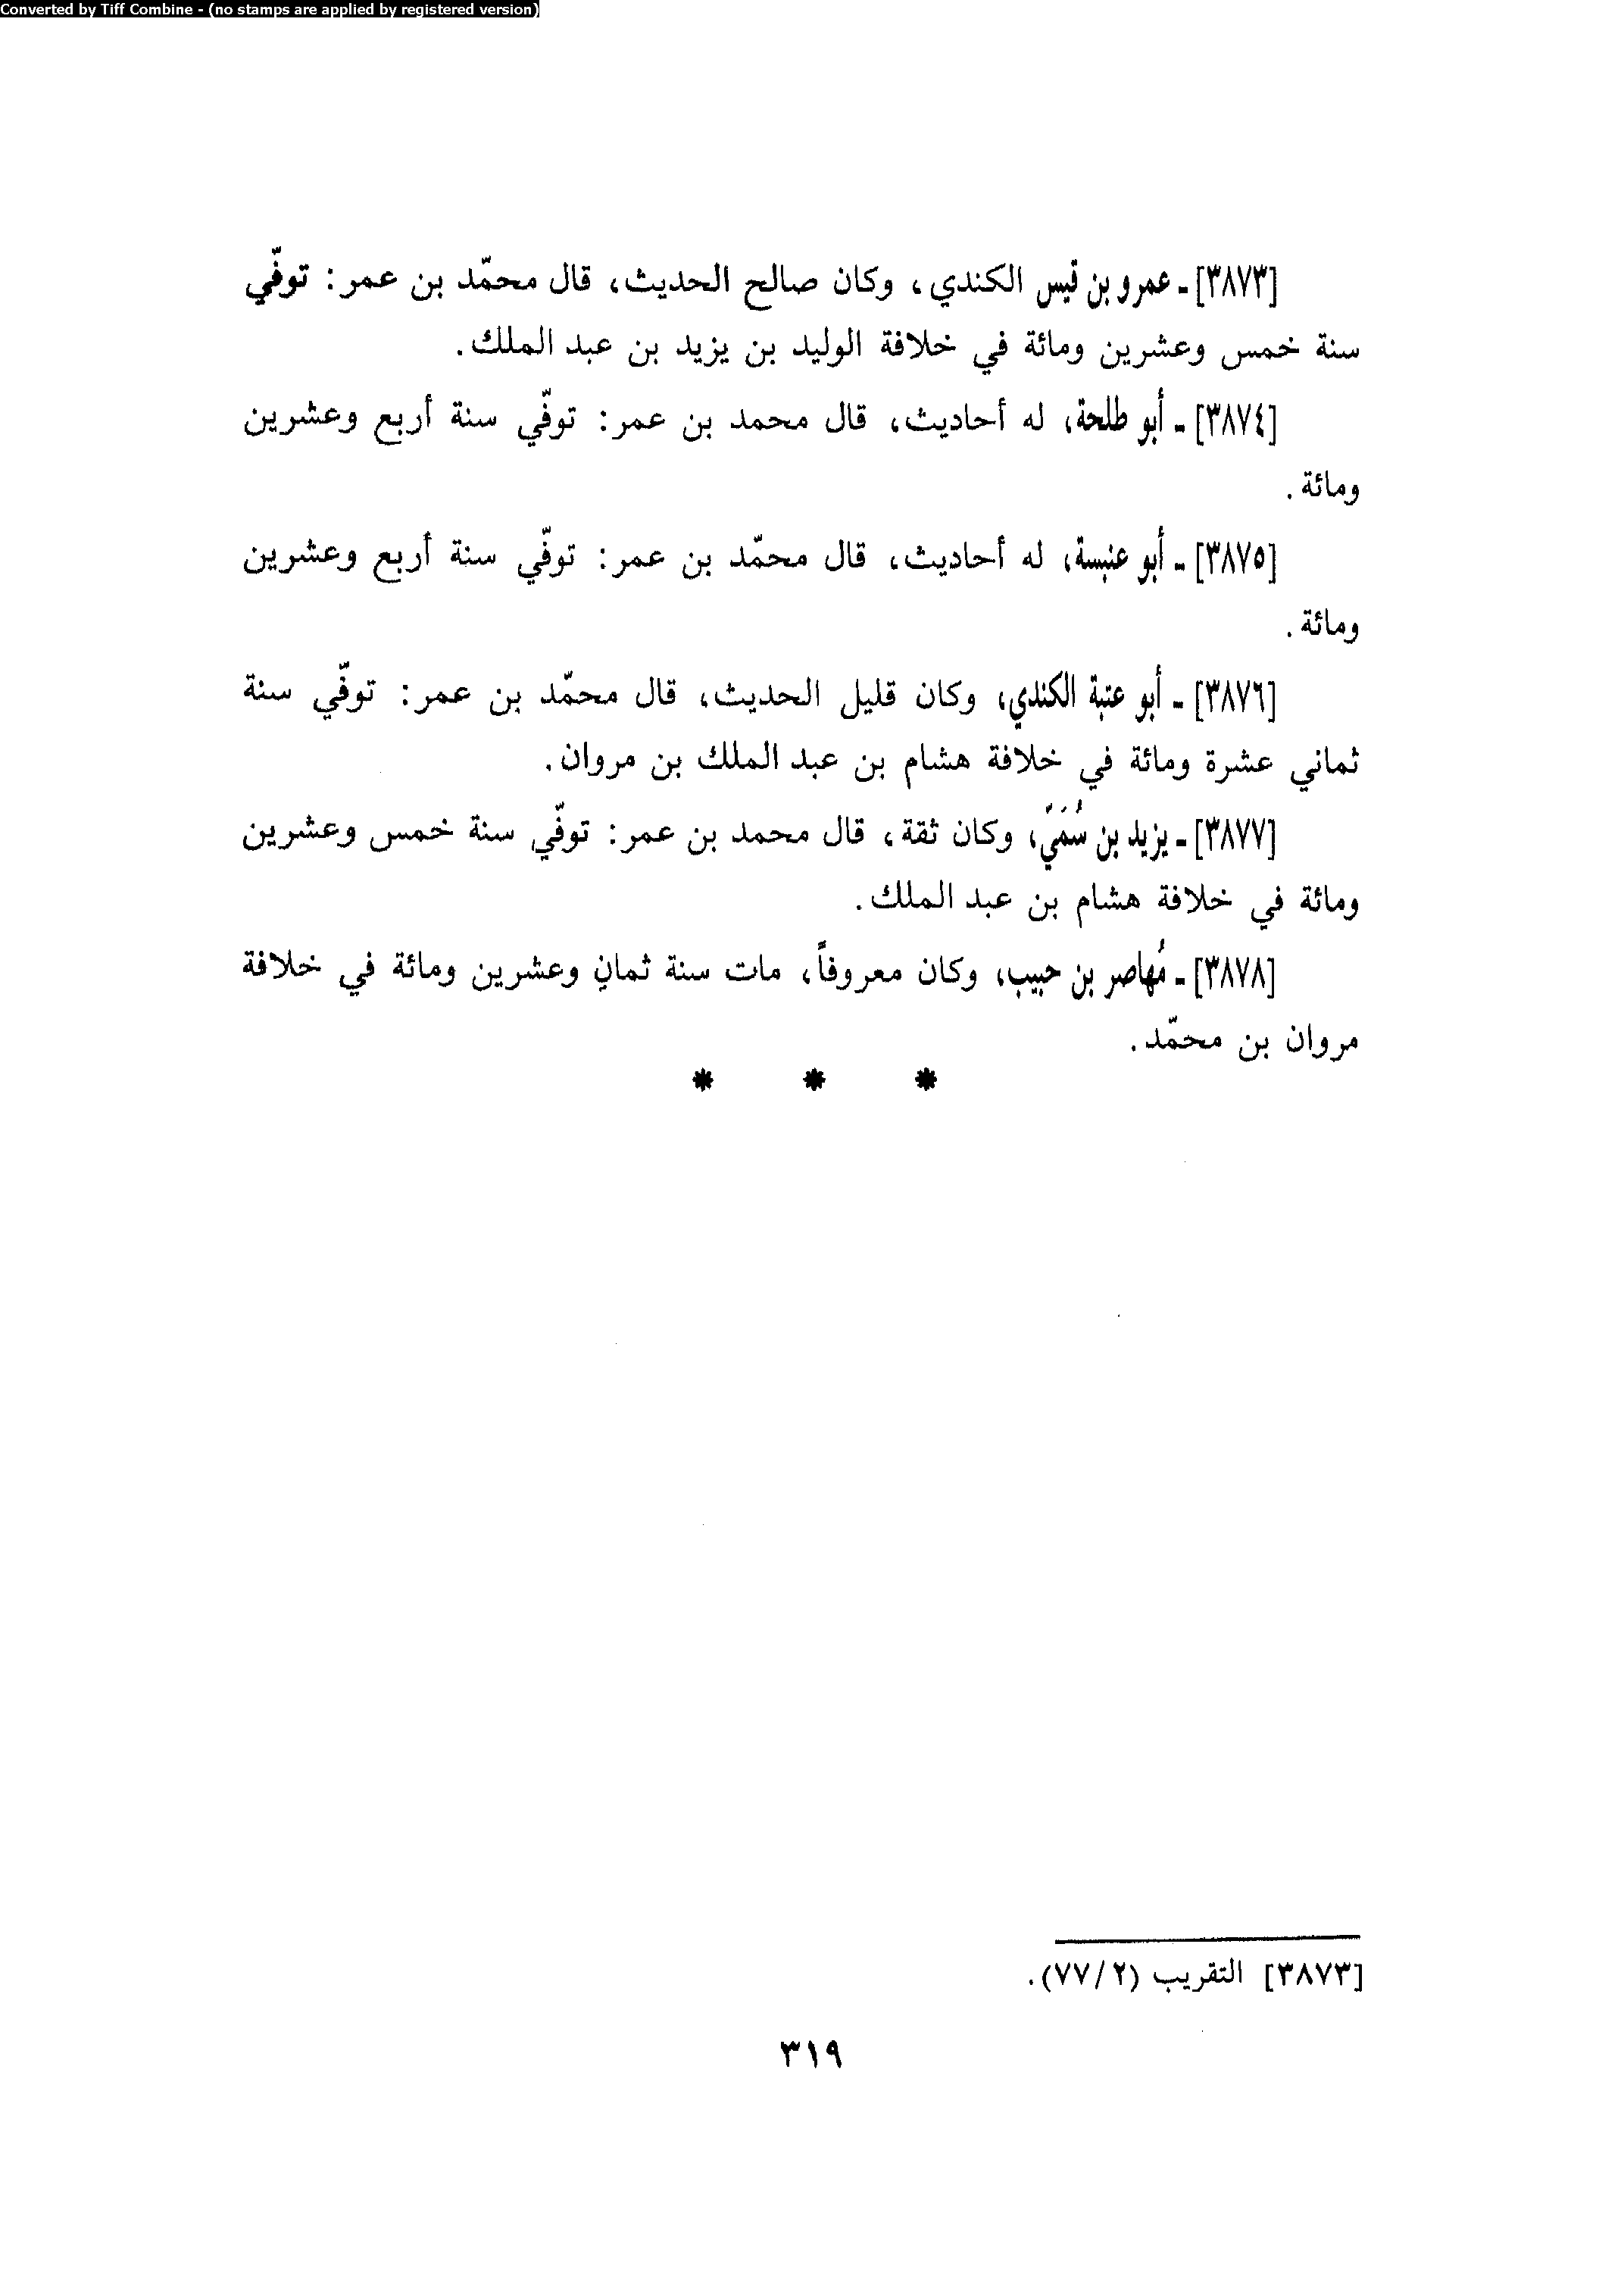 Converted by Tiff Combine - (no stamps are applied by registered version)
[٣٨٧٣] ـ عمرو بن قيس الكندي، وكان صالح الحديث، قال محمّد بن عمر: توفّي
سنة خمس وعشرين ومائة في خلافة الوليد بن يزيد بن عبد الملك.
[٣٨٧٤] ـ أبو طلحة، له أحاديث، قال محمد بن عمر: توفّي سنة أربع وعشرين
ومائة.
[٣٨٧٥] ـ أبو عنبسة، له أحاديث، قال محمّد بن عمر: توفّي سنة أربع وعشرين
ومائة.
[٣٨٧٦] ـ أبو عتبة الكندي، وكان قليل الحديث، قال محمّد بن عمر: توفّي سنة
ثماني عشرة ومائة في خلافة هشام بن عبد الملك بن مروان.
[٣٨٧٧] ـ يزيد بن سُمَيّ، وكان ثقة، قال محمد بن عمر: توفّي سنة خمس وعشرين
ومائة في خلافة هشام بن عبد الملك.
[٣٨٧٨] ـ مُهاصر بن حبيب، وكان معروفاً، مات سنة ثمانِ وعشرين ومائة في خلافة
مروان بن محمّد.
* * *
[٣٨٧٣] التقريب (٧٧/٢).
٣١٩